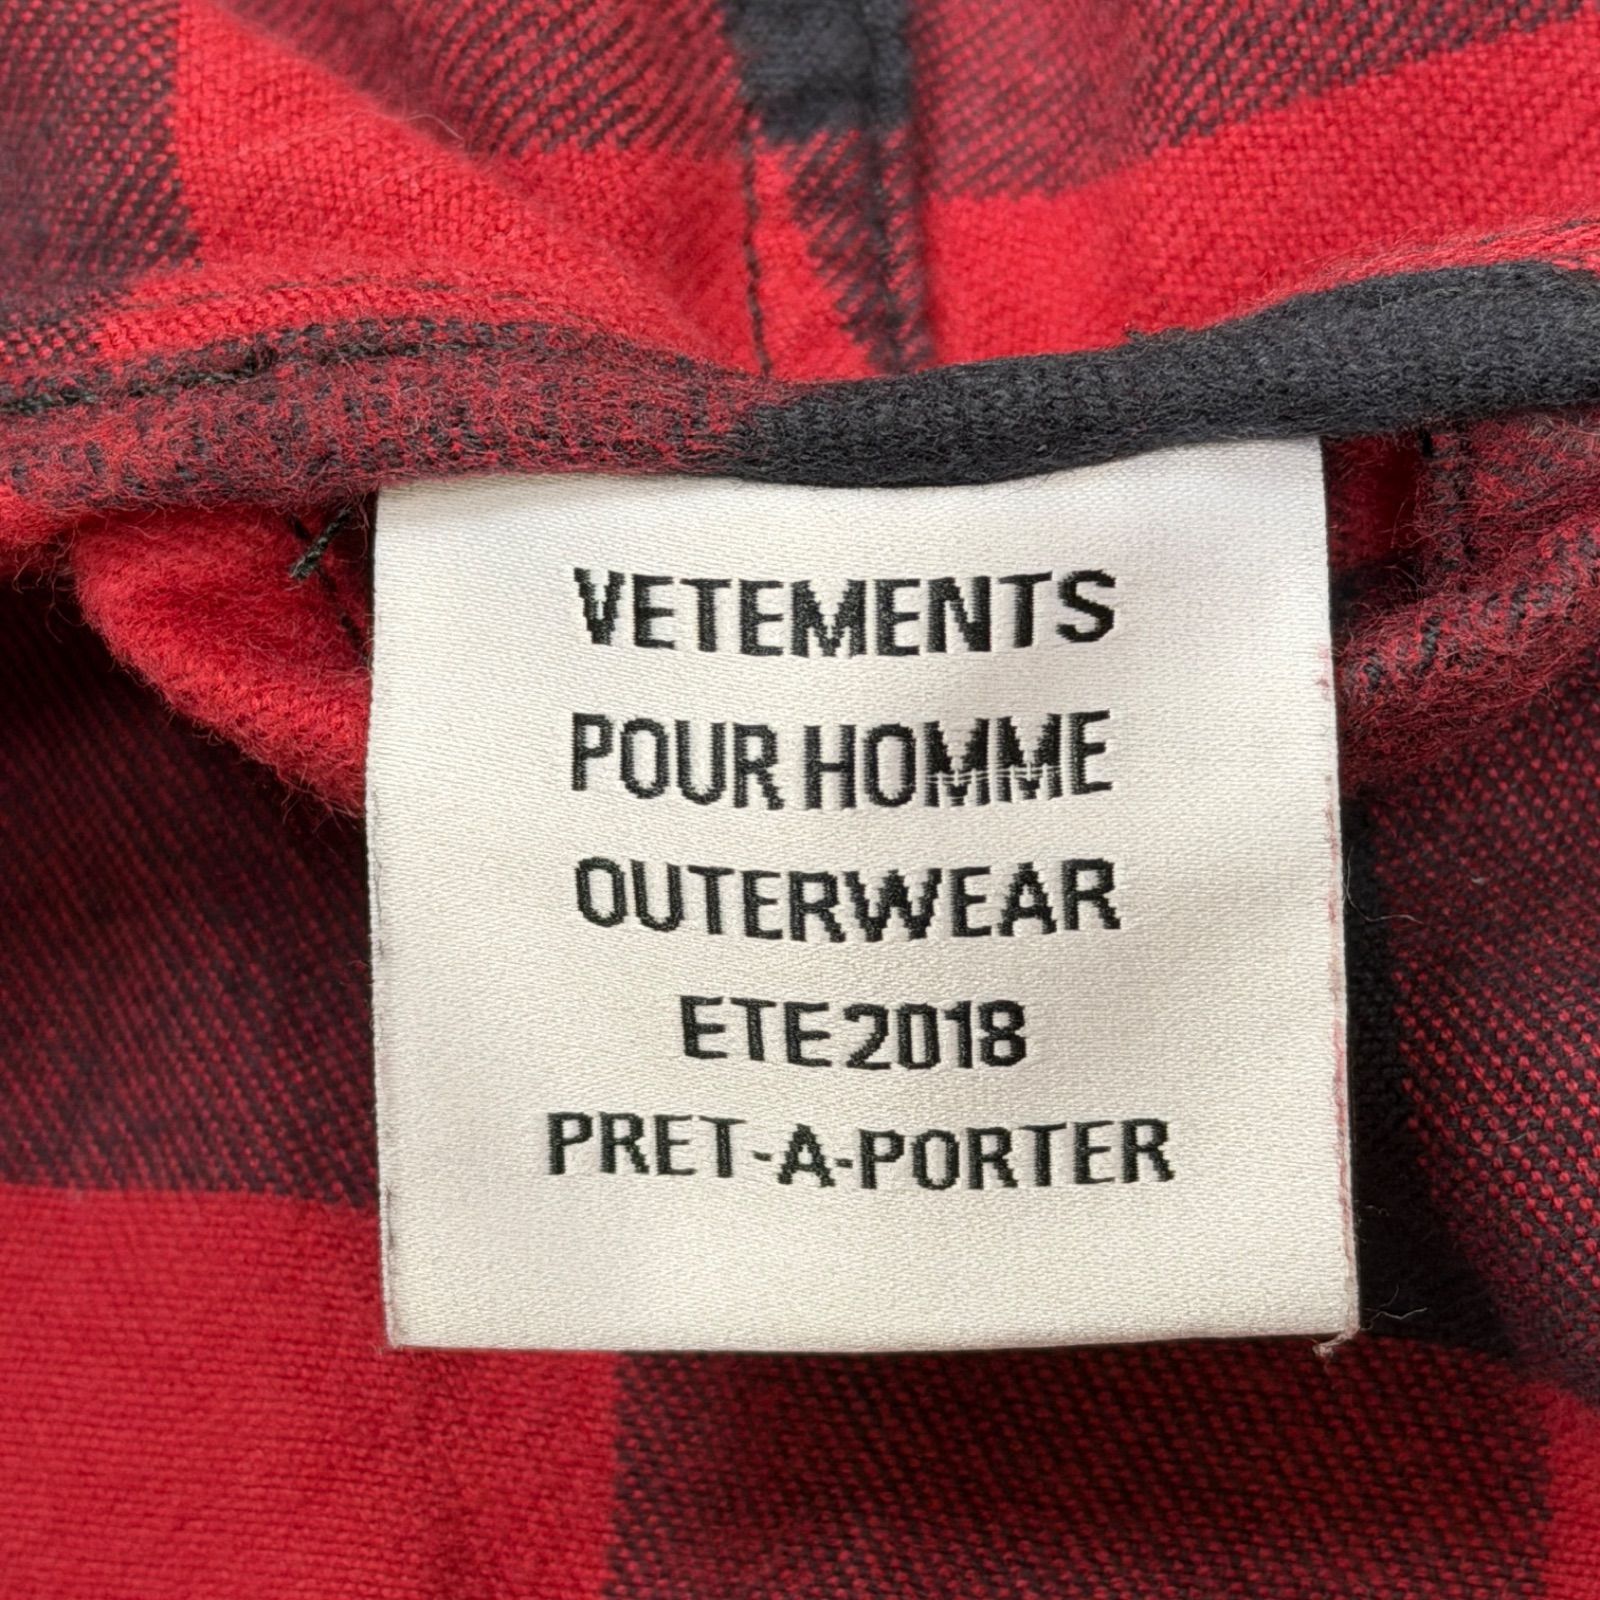 VETEMENTS
POUR HOMME
OUTERWEAR
ETE 2018
PRET-A-PORTER